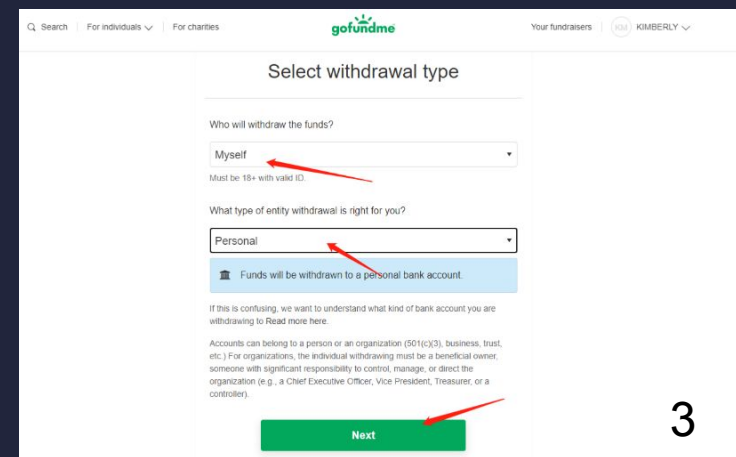 Search For individuals For charities gofundme Your fundraisers KM KIMBERLY
Select withdrawal type
Who will withdraw the funds?
Myself
Must be 18+ with valid ID.
What type of entity withdrawal is right for you?
Personal
Funds will be withdrawn to a personal bank account.
If this is confusing, we want to understand what kind of bank account you are
withdrawing to Read more here.
Accounts can belong to a person or an organization (501(c)(3), business, trust,
etc.) For organizations, the individual withdrawing must be a beneficial owner,
someone with significant responsibility to control, manage, or direct the
organization (e.g., a Chief Executive Officer, Vice President, Treasurer, or a
controller).
Next
3